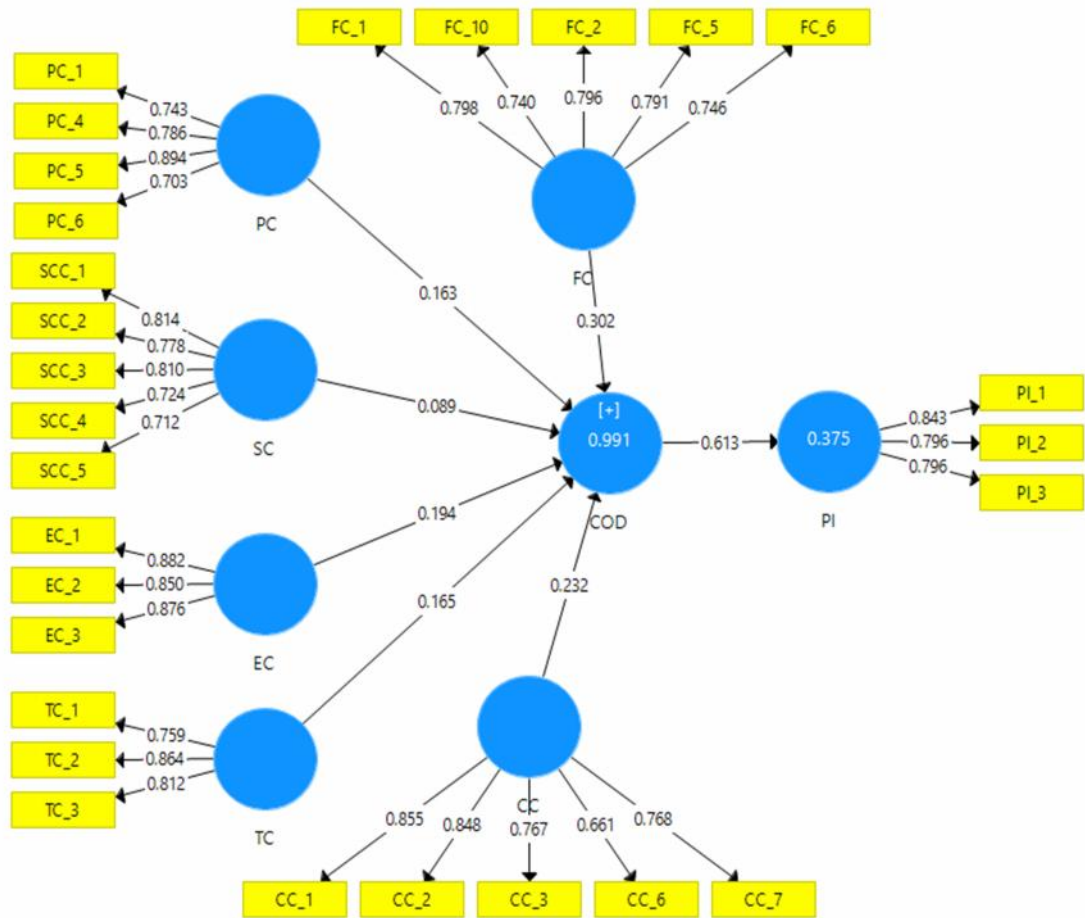 FC_1 FC_10 FC_2 FC_5 FC_6
0.798 0.740 0.796 0.791 0.746
FC
0.302
PC_1
PC_4
PC_5
PC_6
0.743
0.786
0.894
0.703
PC
0.163
SCC_1
SCC_2
SCC_3
SCC_4
SCC_5
0.814
0.778
0.810
0.724
0.712
SC
0.089
[+]
0.991
COD
0.613
0.375
PI
0.843
0.796
0.796
PI_1
PI_2
PI_3
EC_1
EC_2
EC_3
0.882
0.850
0.876
EC
0.194
TC_1
TC_2
TC_3
0.759
0.864
0.812
TC
0.165
0.232
CC
0.855 0.848 0.767 0.661 0.768
CC_1 CC_2 CC_3 CC_6 CC_7